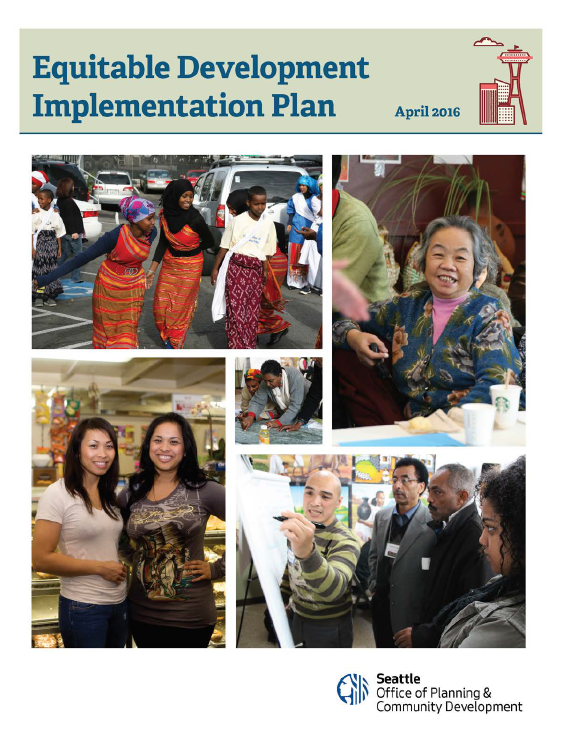 Equitable Development
Implementation Plan
April 2016
Seattle
Office of Planning &
Community Development